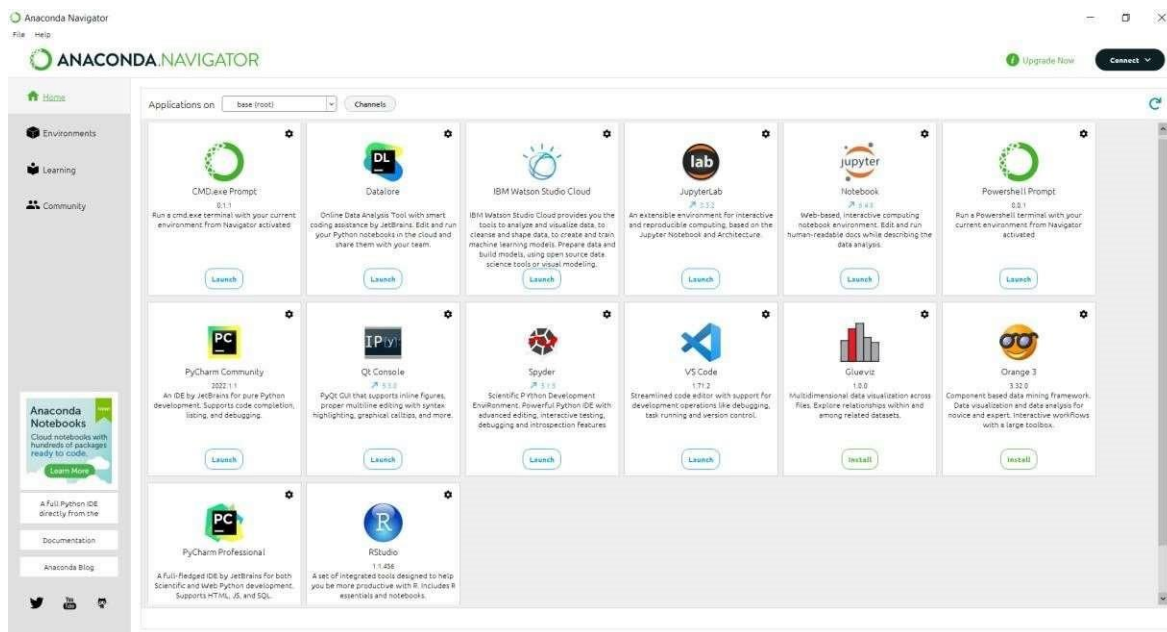 Anaconda Navigator
File Help
ANACONDA.NAVIGATOR
Upgrade Now
Connect
Home
Applications on
base (root)
Channels
Environments
Learning
Community
CMD.exe Prompt
0.1.1
Run a cmd.exe terminal with your current
environment from Navigator activated
Launch
DL
Datalore
Online Data Analysis Tool with smart
coding assistance by JetBrains. Edit and run
your Python notebooks in the cloud and
share them with your team.
Launch
IBM Watson Studio Cloud
IBM Watson Studio Cloud provides you the
tools to analyze and visualize data, to
cleanse and shape data, to create and train
machine learning models. Prepare data and
build models, using open source data
science tools or visual modeling.
Launch
lab
JupyterLab
3.3.2
An extensible environment for interactive
and reproducible computing, based on the
Jupyter Notebook and Architecture.
Launch
jupyter
Notebook
Web-based, interactive computing
notebook environment. Edit and run
human-readable docs while describing the
data analysis.
Launch
Powershell Prompt
0.0.1
Run a Powershell terminal with your
current environment from Navigator
activated
Launch
PC
PyCharm Community
2022.1.1
An IDE by JetBrains for pure Python
development. Supports code completion,
listing, and debugging.
Launch
IP[y]:
Qt Console
5.3.0
PyQt GUI that supports inline figures,
proper multiline editing with syntax
highlighting, graphical calltips, and more.
Launch
Spyder
Scientific PYthon Development
EnviRonment. Powerful Python IDE with
advanced editing, interactive testing,
debugging and introspection features
Launch
VS Code
1.71.2
Streamlined code editor with support for
development operations like debugging,
task running and version control.
Launch
Glueviz
1.0.0
Multidimensional data visualization across
files. Explore relationships within and
among related datasets.
Install
Orange 3
3.32.0
Component based data mining framework.
Data visualization and data analysis for
novice and expert. Interactive workflows
with a large toolbox.
Install
PC
PyCharm Professional
A full-fledged IDE by JetBrains for both
Scientific and Web Python development.
Supports HTML, JS, and SQL.
R
RStudio
1.1.456
A set of integrated tools designed to help
you be more productive with R. Includes R
essentials and notebooks.
Anaconda
Notebooks
Cloud notebooks with
hundreds of packages
ready to code.
Learn More
A full Python IDE
directly from the
Documentation
Anaconda Blog
You
Tube